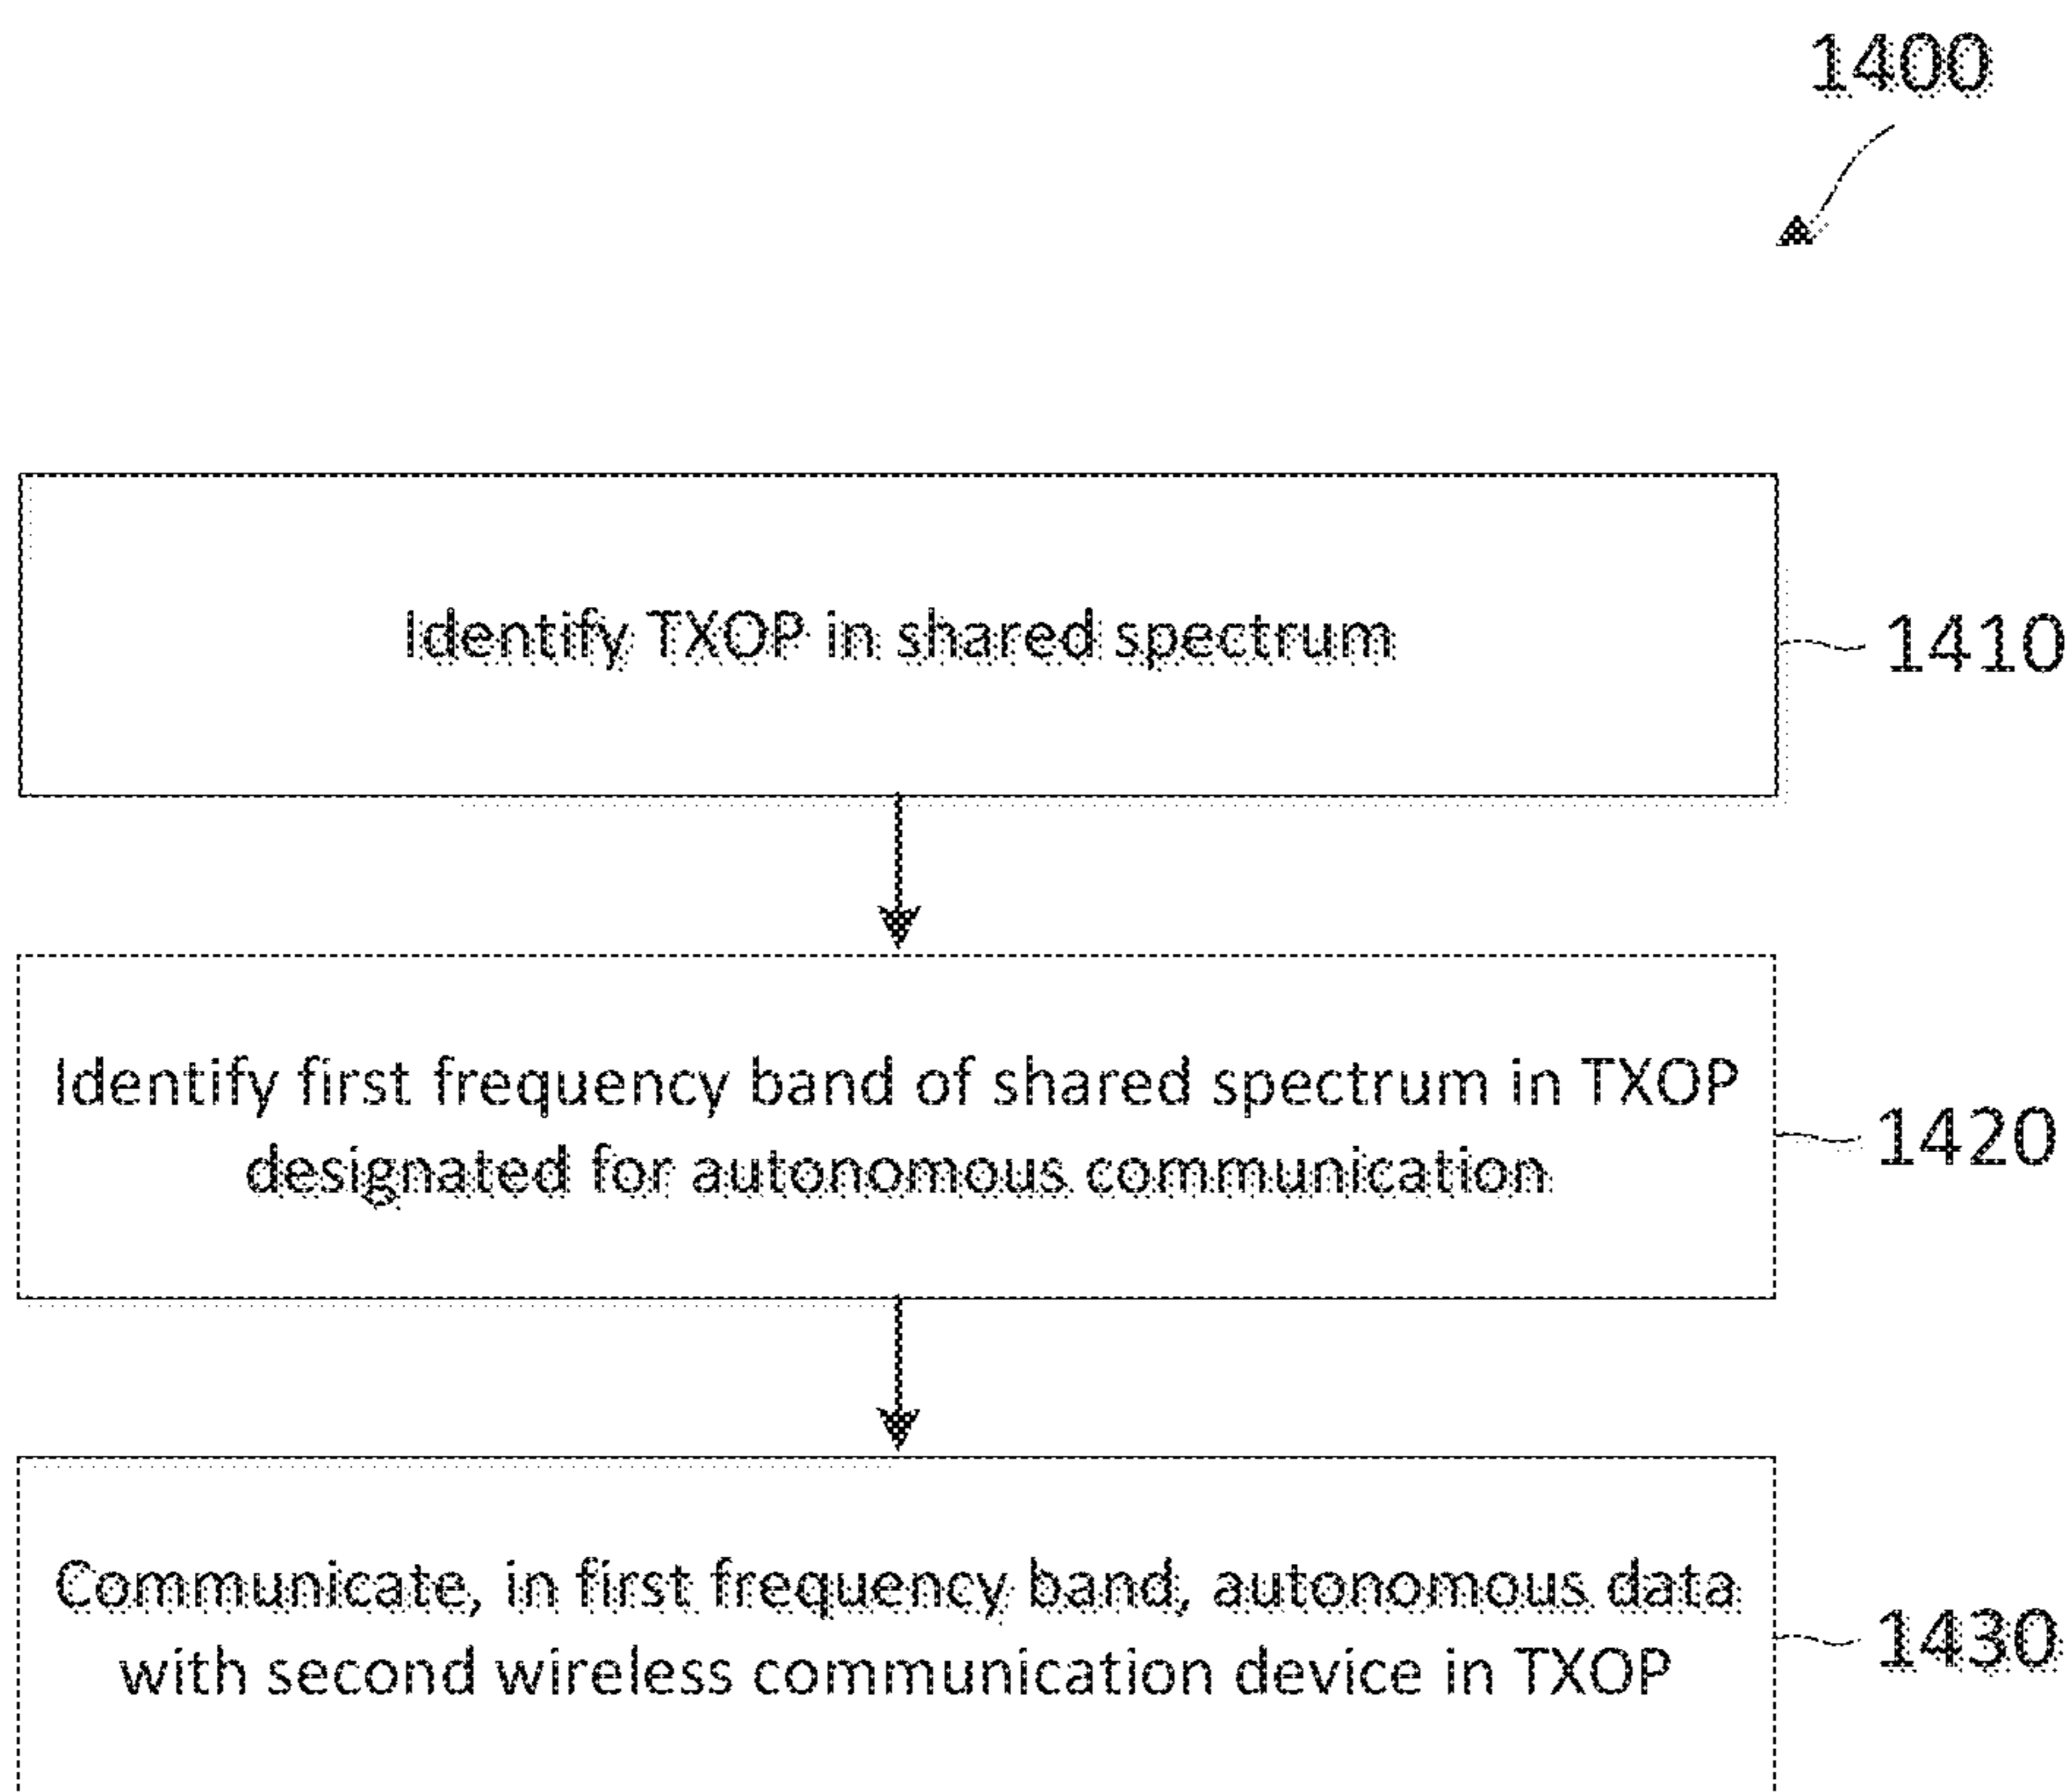 1400
Identify TXOP in shared spectrum
1410
Identify first frequency band of shared spectrum in TXOP
designated for autonomous communication
1420
Communicate, in first frequency band, autonomous data
with second wireless communication device in TXOP
1430